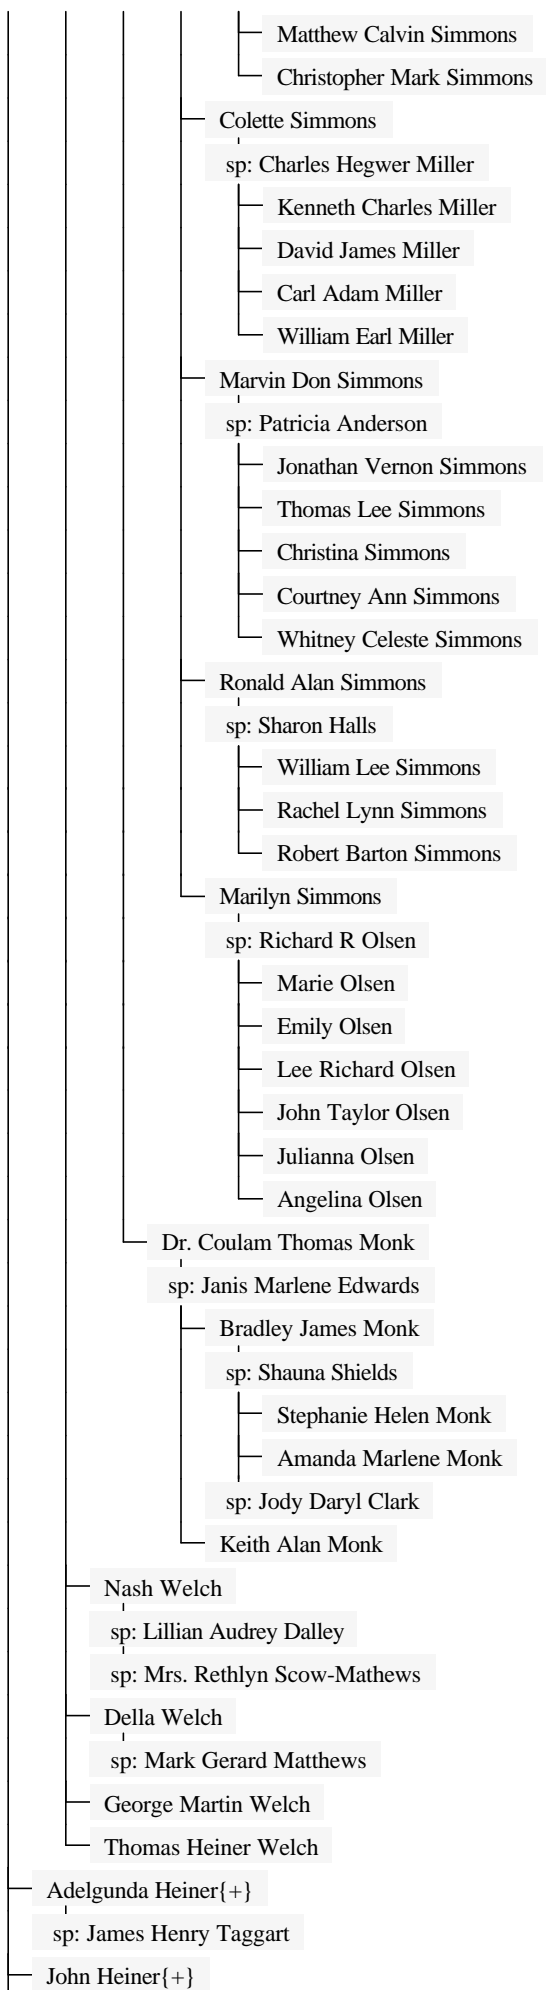 Matthew Calvin Simmons
Christopher Mark Simmons
Colette Simmons
sp: Charles Hegwer Miller
Kenneth Charles Miller
David James Miller
Carl Adam Miller
William Earl Miller
Marvin Don Simmons
sp: Patricia Anderson
Jonathan Vernon Simmons
Thomas Lee Simmons
Christina Simmons
Courtney Ann Simmons
Whitney Celeste Simmons
Ronald Alan Simmons
sp: Sharon Halls
William Lee Simmons
Rachel Lynn Simmons
Robert Barton Simmons
Marilyn Simmons
sp: Richard R Olsen
Marie Olsen
Emily Olsen
Lee Richard Olsen
John Taylor Olsen
Julianna Olsen
Angelina Olsen
Dr. Coulam Thomas Monk
sp: Janis Marlene Edwards
Bradley James Monk
sp: Shauna Shields
Stephanie Helen Monk
Amanda Marlene Monk
sp: Jody Daryl Clark
Keith Alan Monk
Nash Welch
sp: Lillian Audrey Dalley
sp: Mrs. Rethlyn Scow-Mathews
Della Welch
sp: Mark Gerard Matthews
George Martin Welch
Thomas Heiner Welch
Adelgunda Heiner{+}
sp: James Henry Taggart
John Heiner{+}